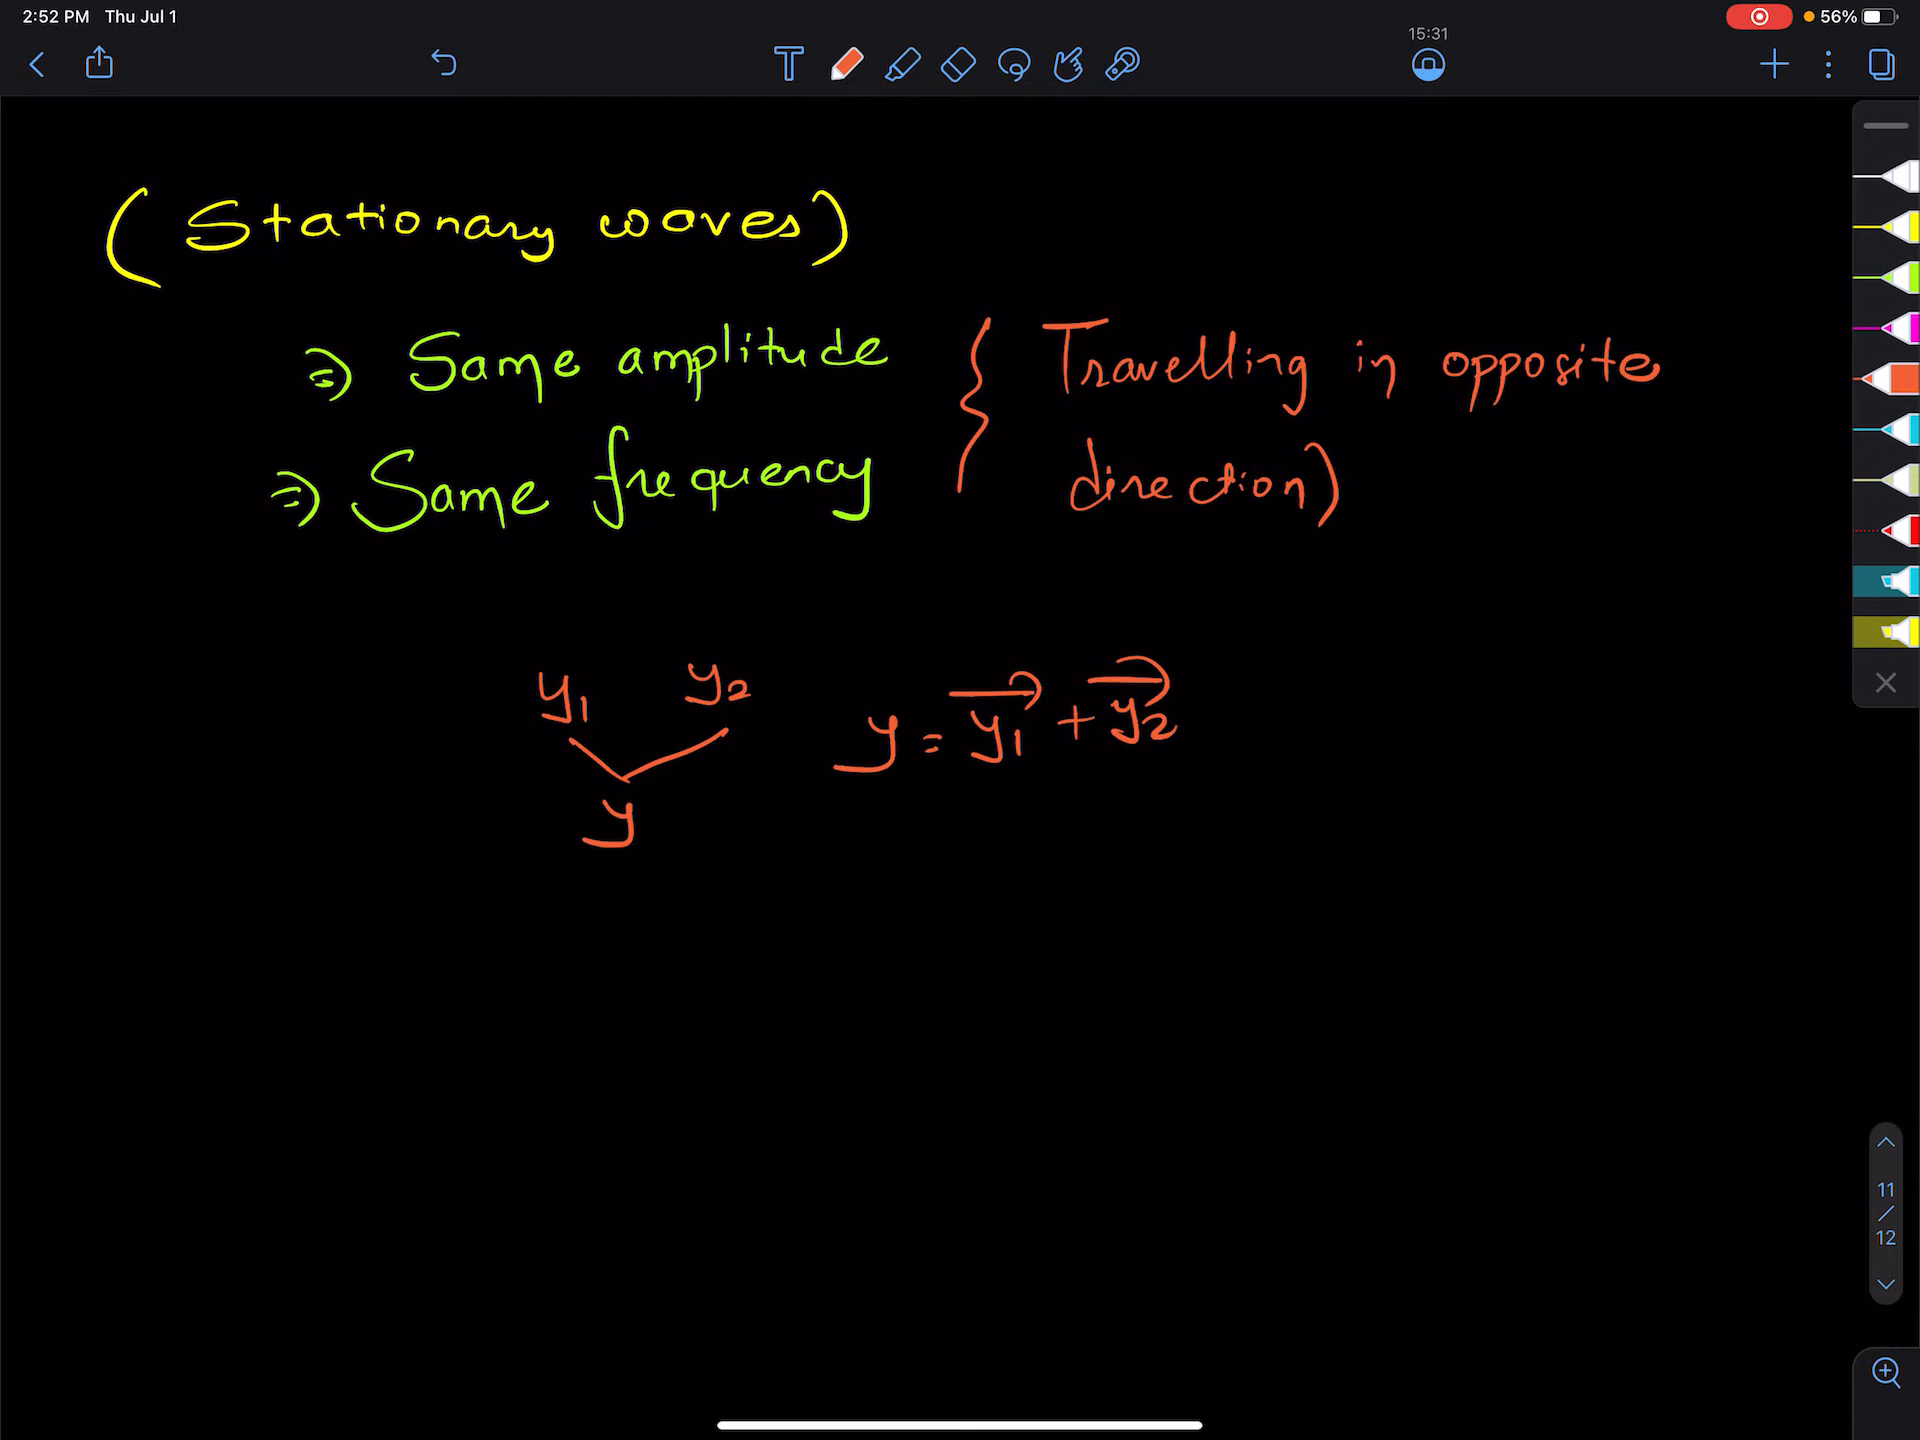 2:52 PM Thu Jul 1
56%
15:31
(Stationary waves)
⇒ Same amplitude { Travelling in opposite
⇒ Same frequency direction)
y₁ y₂ y = y₁⃗ + y₂⃗
y
11
/
12